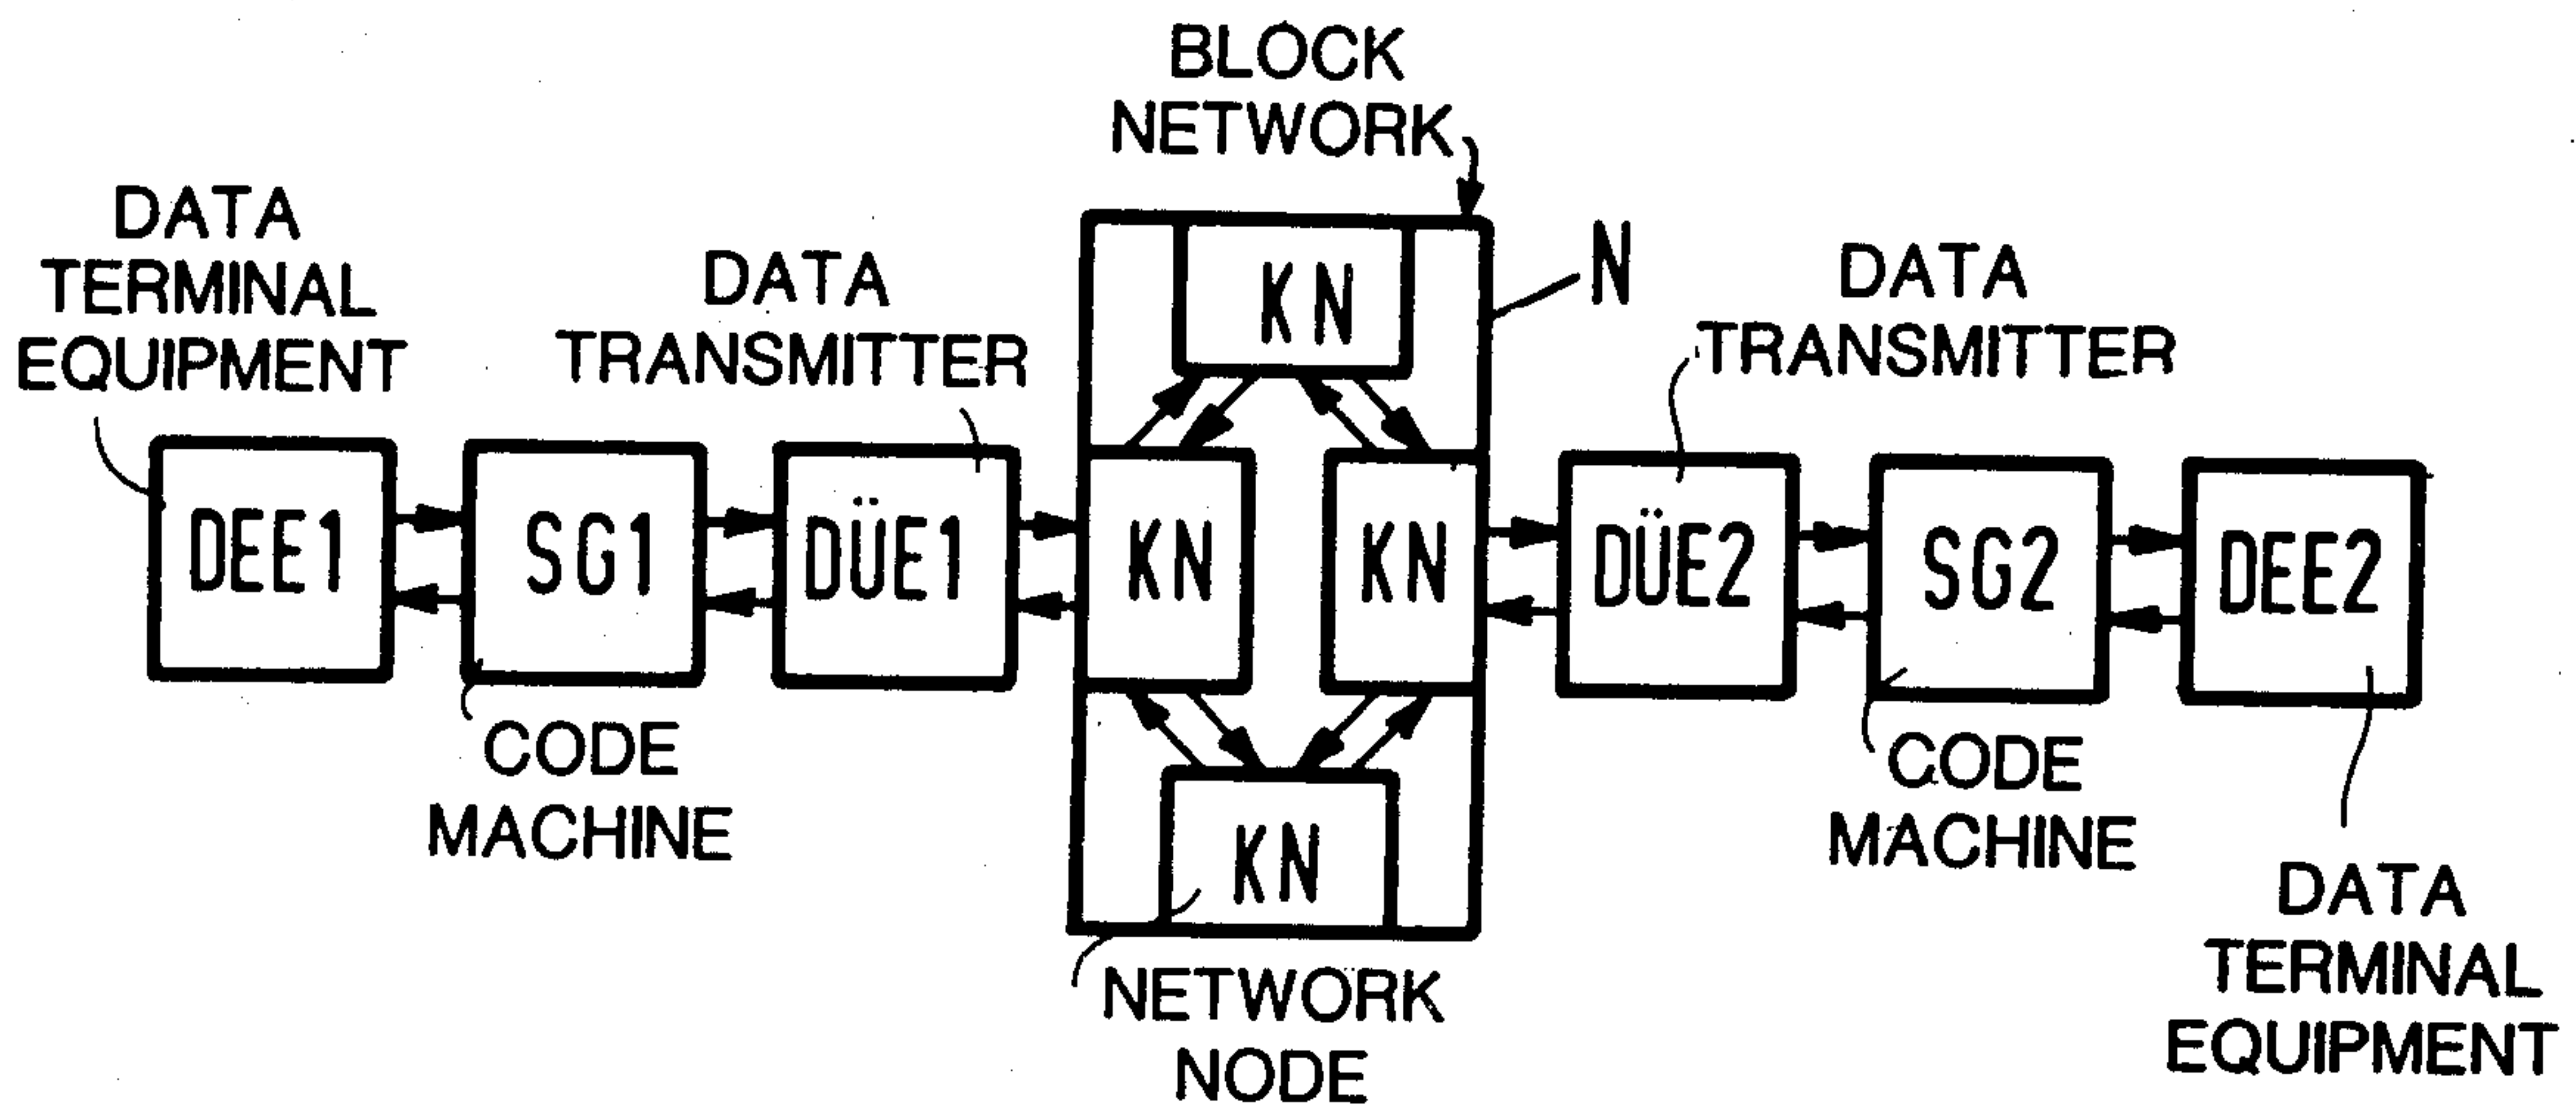 BLOCK
NETWORK
N
DATA
TERMINAL
EQUIPMENT
DATA
TRANSMITTER
DATA
TRANSMITTER
KN
DEE1
SG1
DÜE1
KN
KN
DÜE2
SG2
DEE2
CODE
MACHINE
KN
CODE
MACHINE
NETWORK
NODE
DATA
TERMINAL
EQUIPMENT